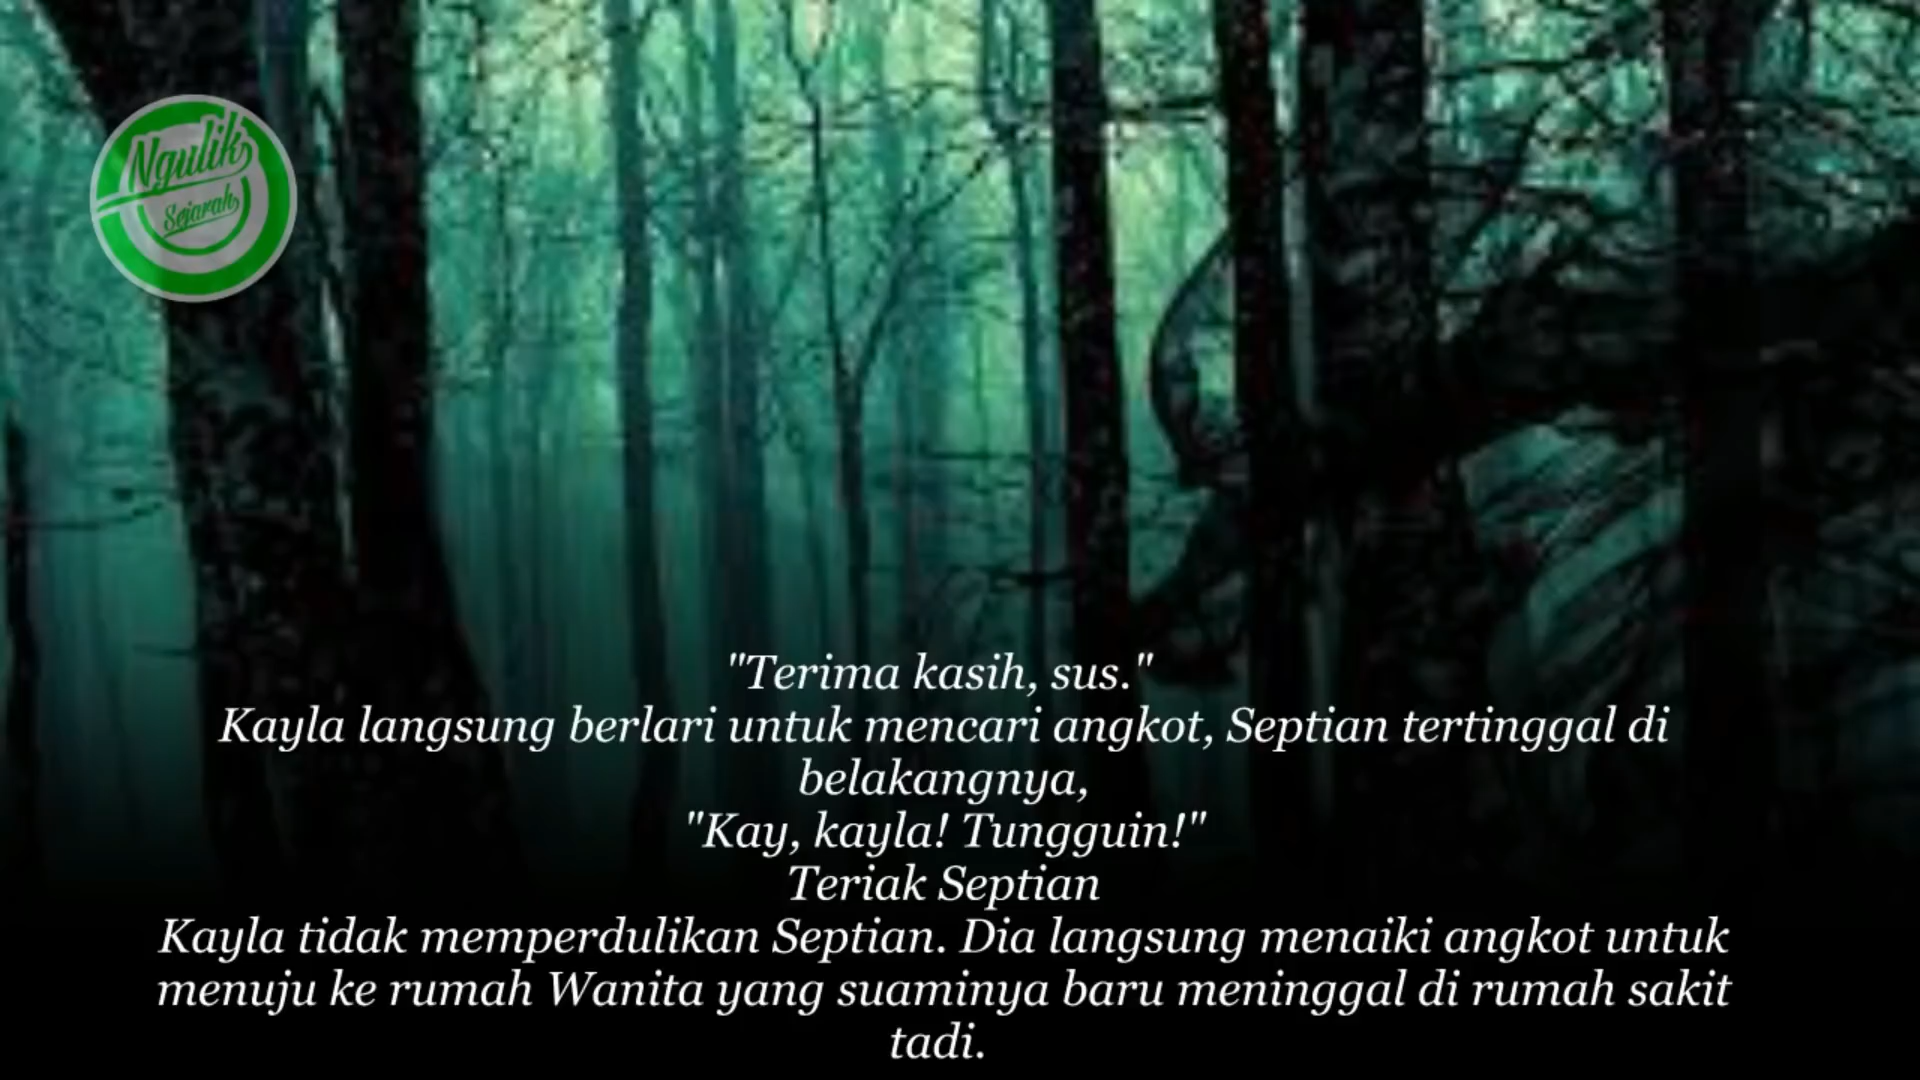 Ngulik
Sejarah
"Terima kasih, sus."
Kayla langsung berlari untuk mencari angkot, Septian tertinggal di
belakangnya,
"Kay, kayla! Tungguin!"
Teriak Septian
Kayla tidak memperdulikan Septian. Dia langsung menaiki angkot untuk
menuju ke rumah Wanita yang suaminya baru meninggal di rumah sakit
tadi.